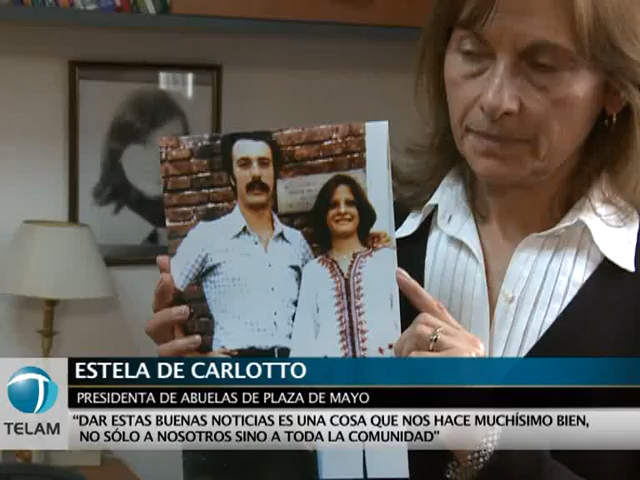 ESTELA DE CARLOTTO
PRESIDENTA DE ABUELAS DE PLAZA DE MAYO
TELAM
“DAR ESTAS BUENAS NOTICIAS ES UNA COSA QUE NOS HACE MUCHÍSIMO BIEN,
NO SÓLO A NOSOTROS SINO A TODA LA COMUNIDAD”